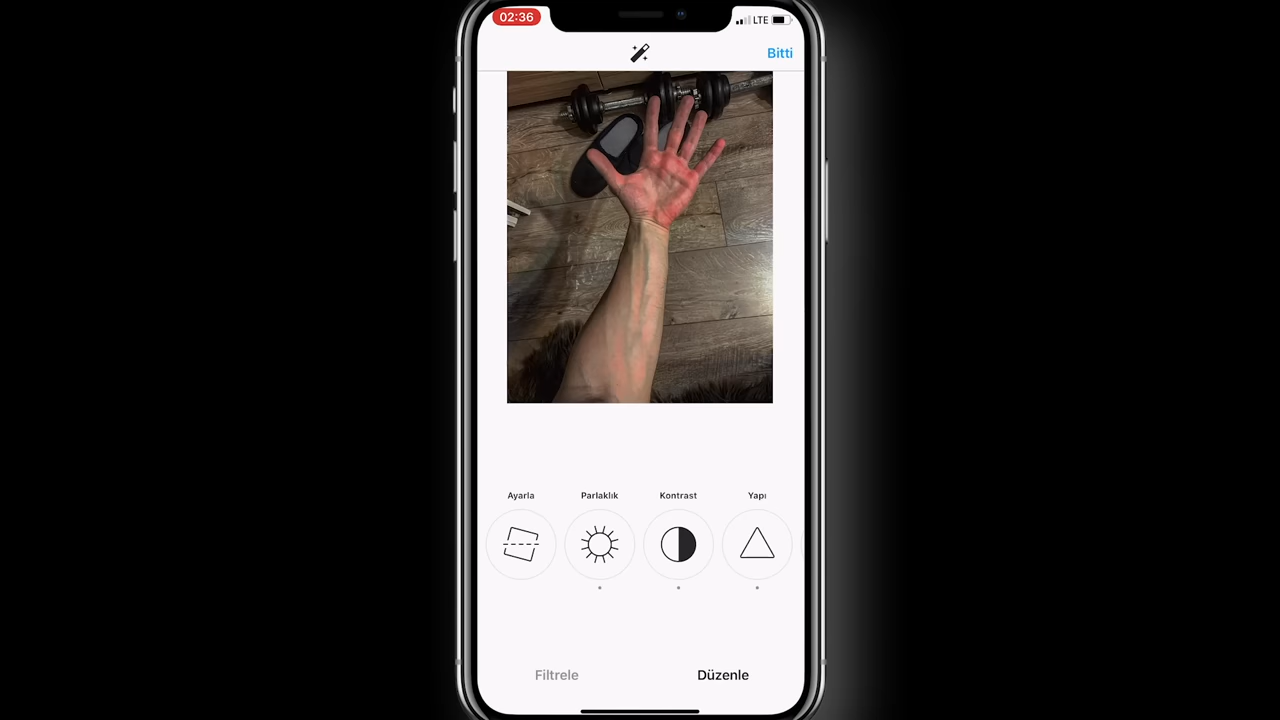 02:36
LTE
Bitti
Ayarla
Parlaklık
Kontrast
Yapı
Filtrele
Düzenle